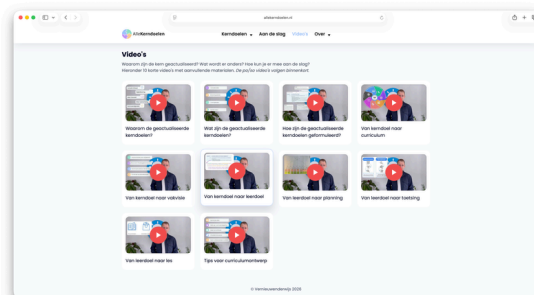 allekerndoelen.nl
AlleKerndoelen
Kerndoelen
Aan de slag
Video's
Over
Video's
Waarom zijn de kern geactualiseerd? Wat wordt er anders? Hoe kun je er mee aan de slag?
Hieronder 10 korte video's met aanvullende materialen. De po/so video's volgen binnenkort.
Waarom de geactualiseerde kerndoelen?
Wat zijn de geactualiseerde kerndoelen?
Hoe zijn de geactualiseerde kerndoelen geformuleerd?
Van kerndoel naar curriculum
Van kerndoel naar vakvisie
Van kerndoel naar leerdoel
Van leerdoel naar planning
Van leerdoel naar toetsing
Van leerdoel naar les
Tips voor curriculumontwerp